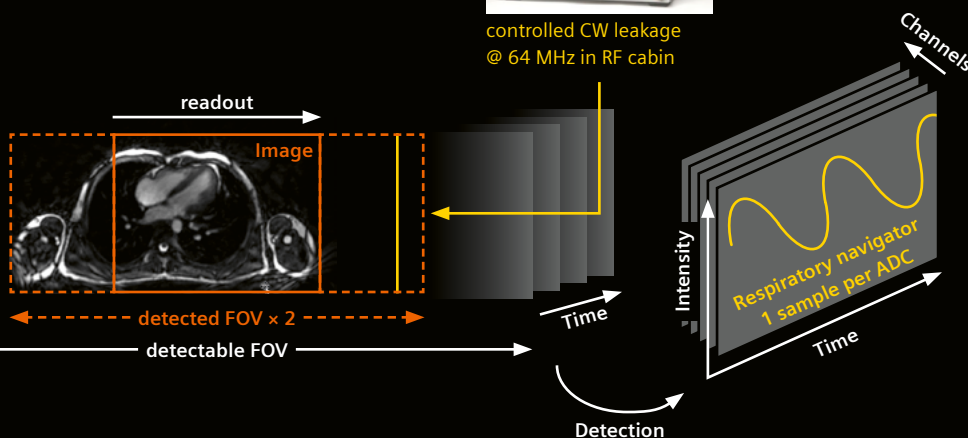 controlled CW leakage
@ 64 MHz in RF cabin
readout
Image
detected FOV × 2
detectable FOV
Time
Detection
Channels
Intensity
Respiratory navigator
1 sample per ADC
Time